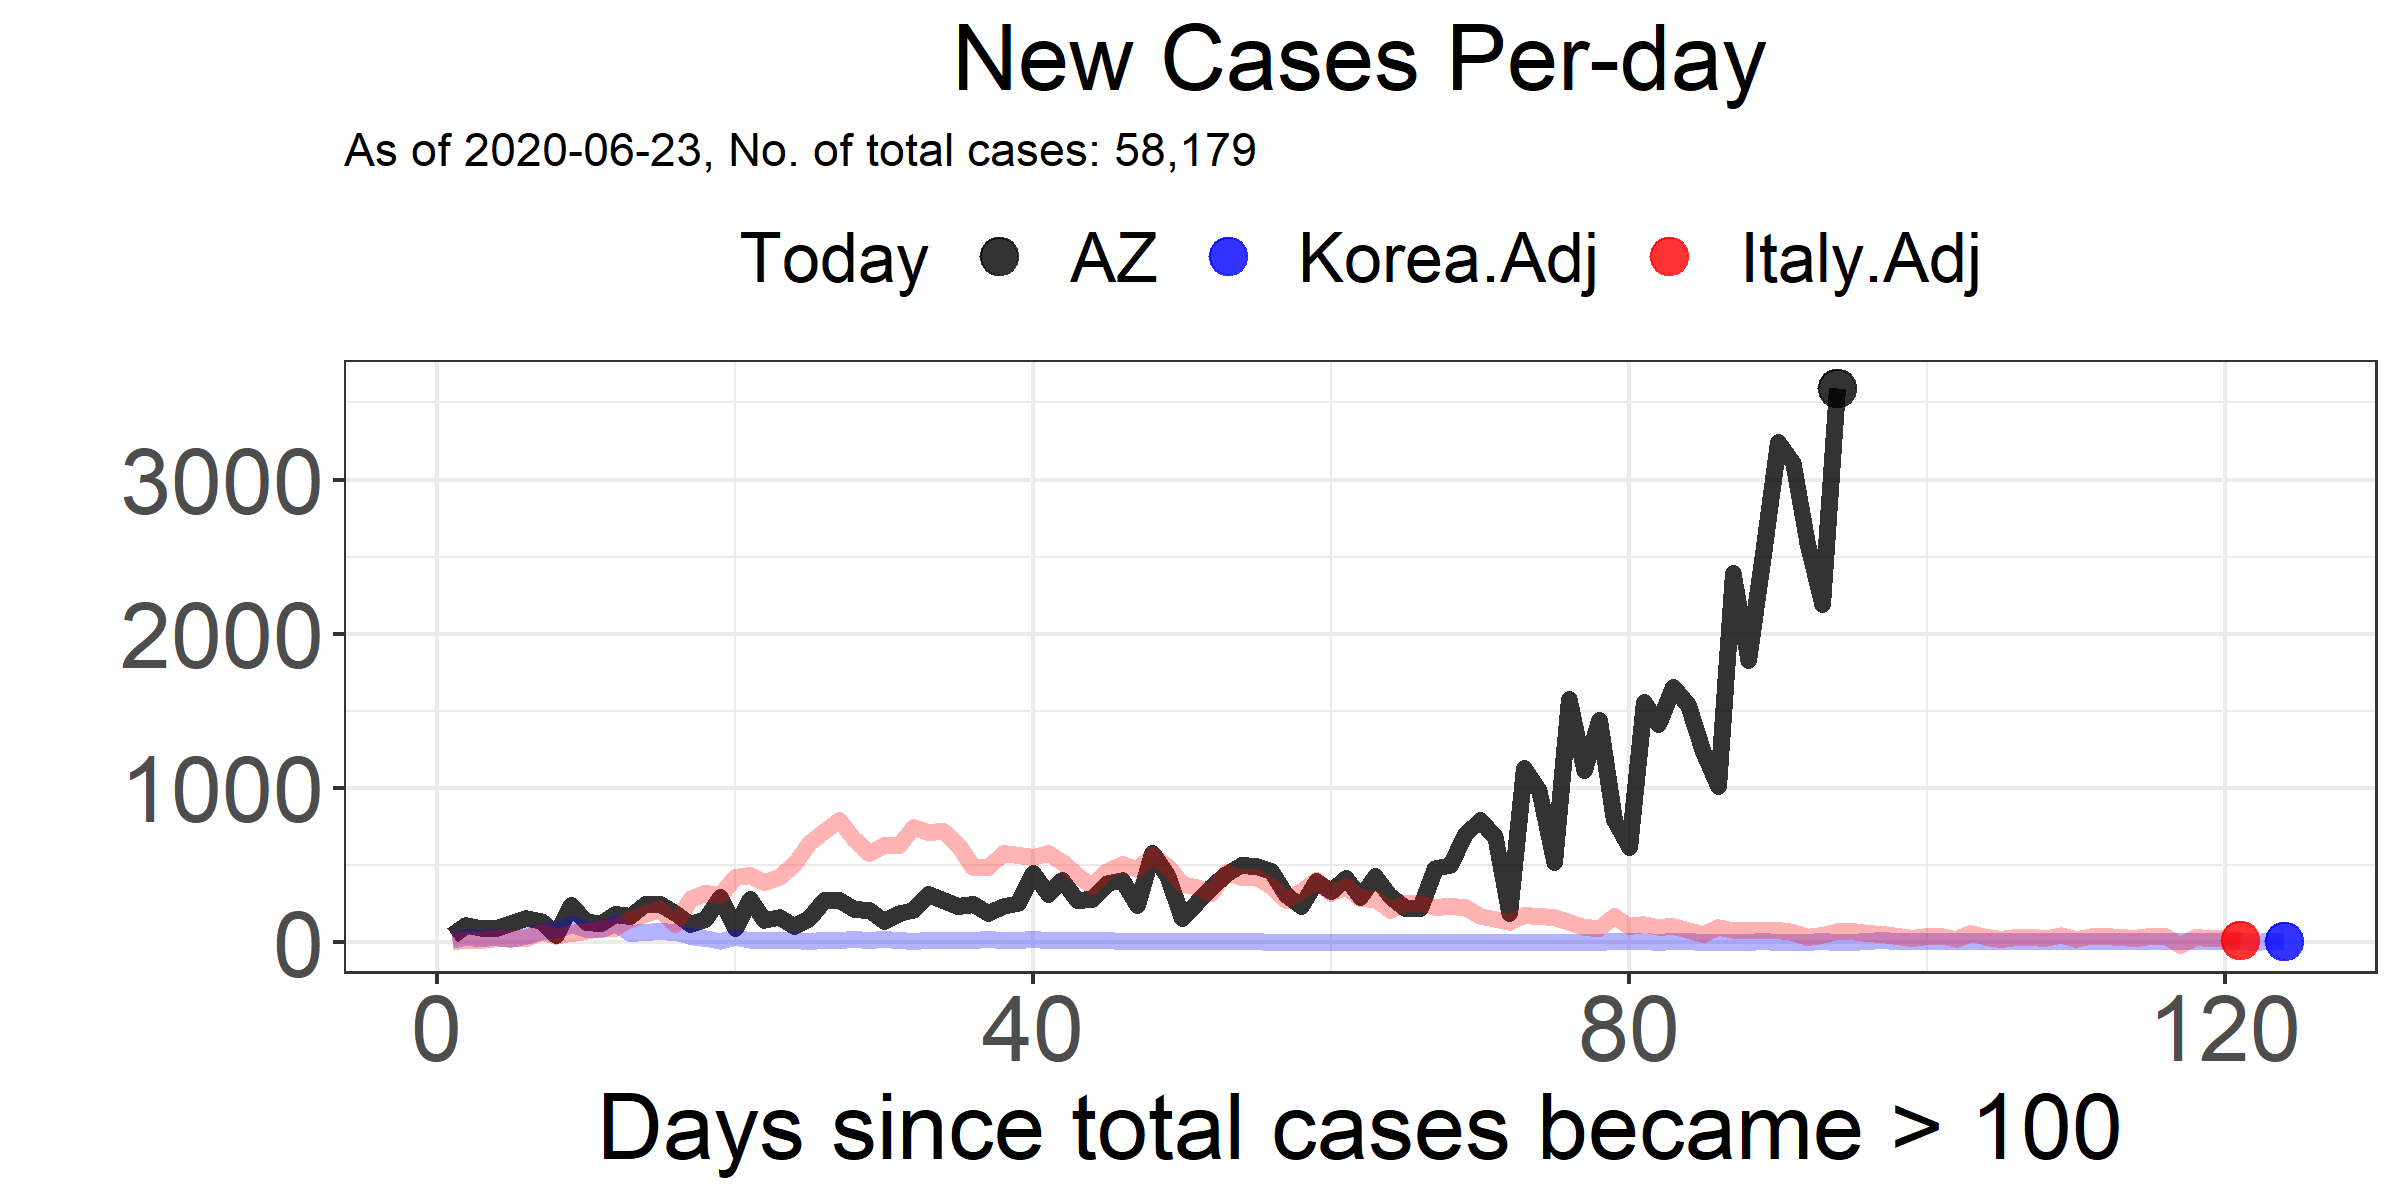 New Cases Per-day
As of 2020-06-23, No. of total cases: 58,179
Today AZ Korea.Adj Italy.Adj
3000
2000
1000
0
0 40 80 120
Days since total cases became > 100